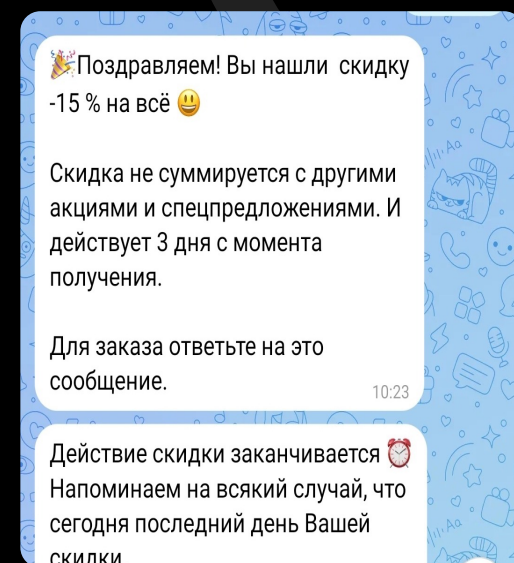 🎉Поздравляем! Вы нашли скидку
-15 % на всё 😃
Скидка не суммируется с другими
акциями и спецпредложениями. И
действует 3 дня с момента
получения.
Для заказа ответьте на это
сообщение.
10:23
Действие скидки заканчивается ⏰
Напоминаем на всякий случай, что
сегодня последний день Вашей
скидки